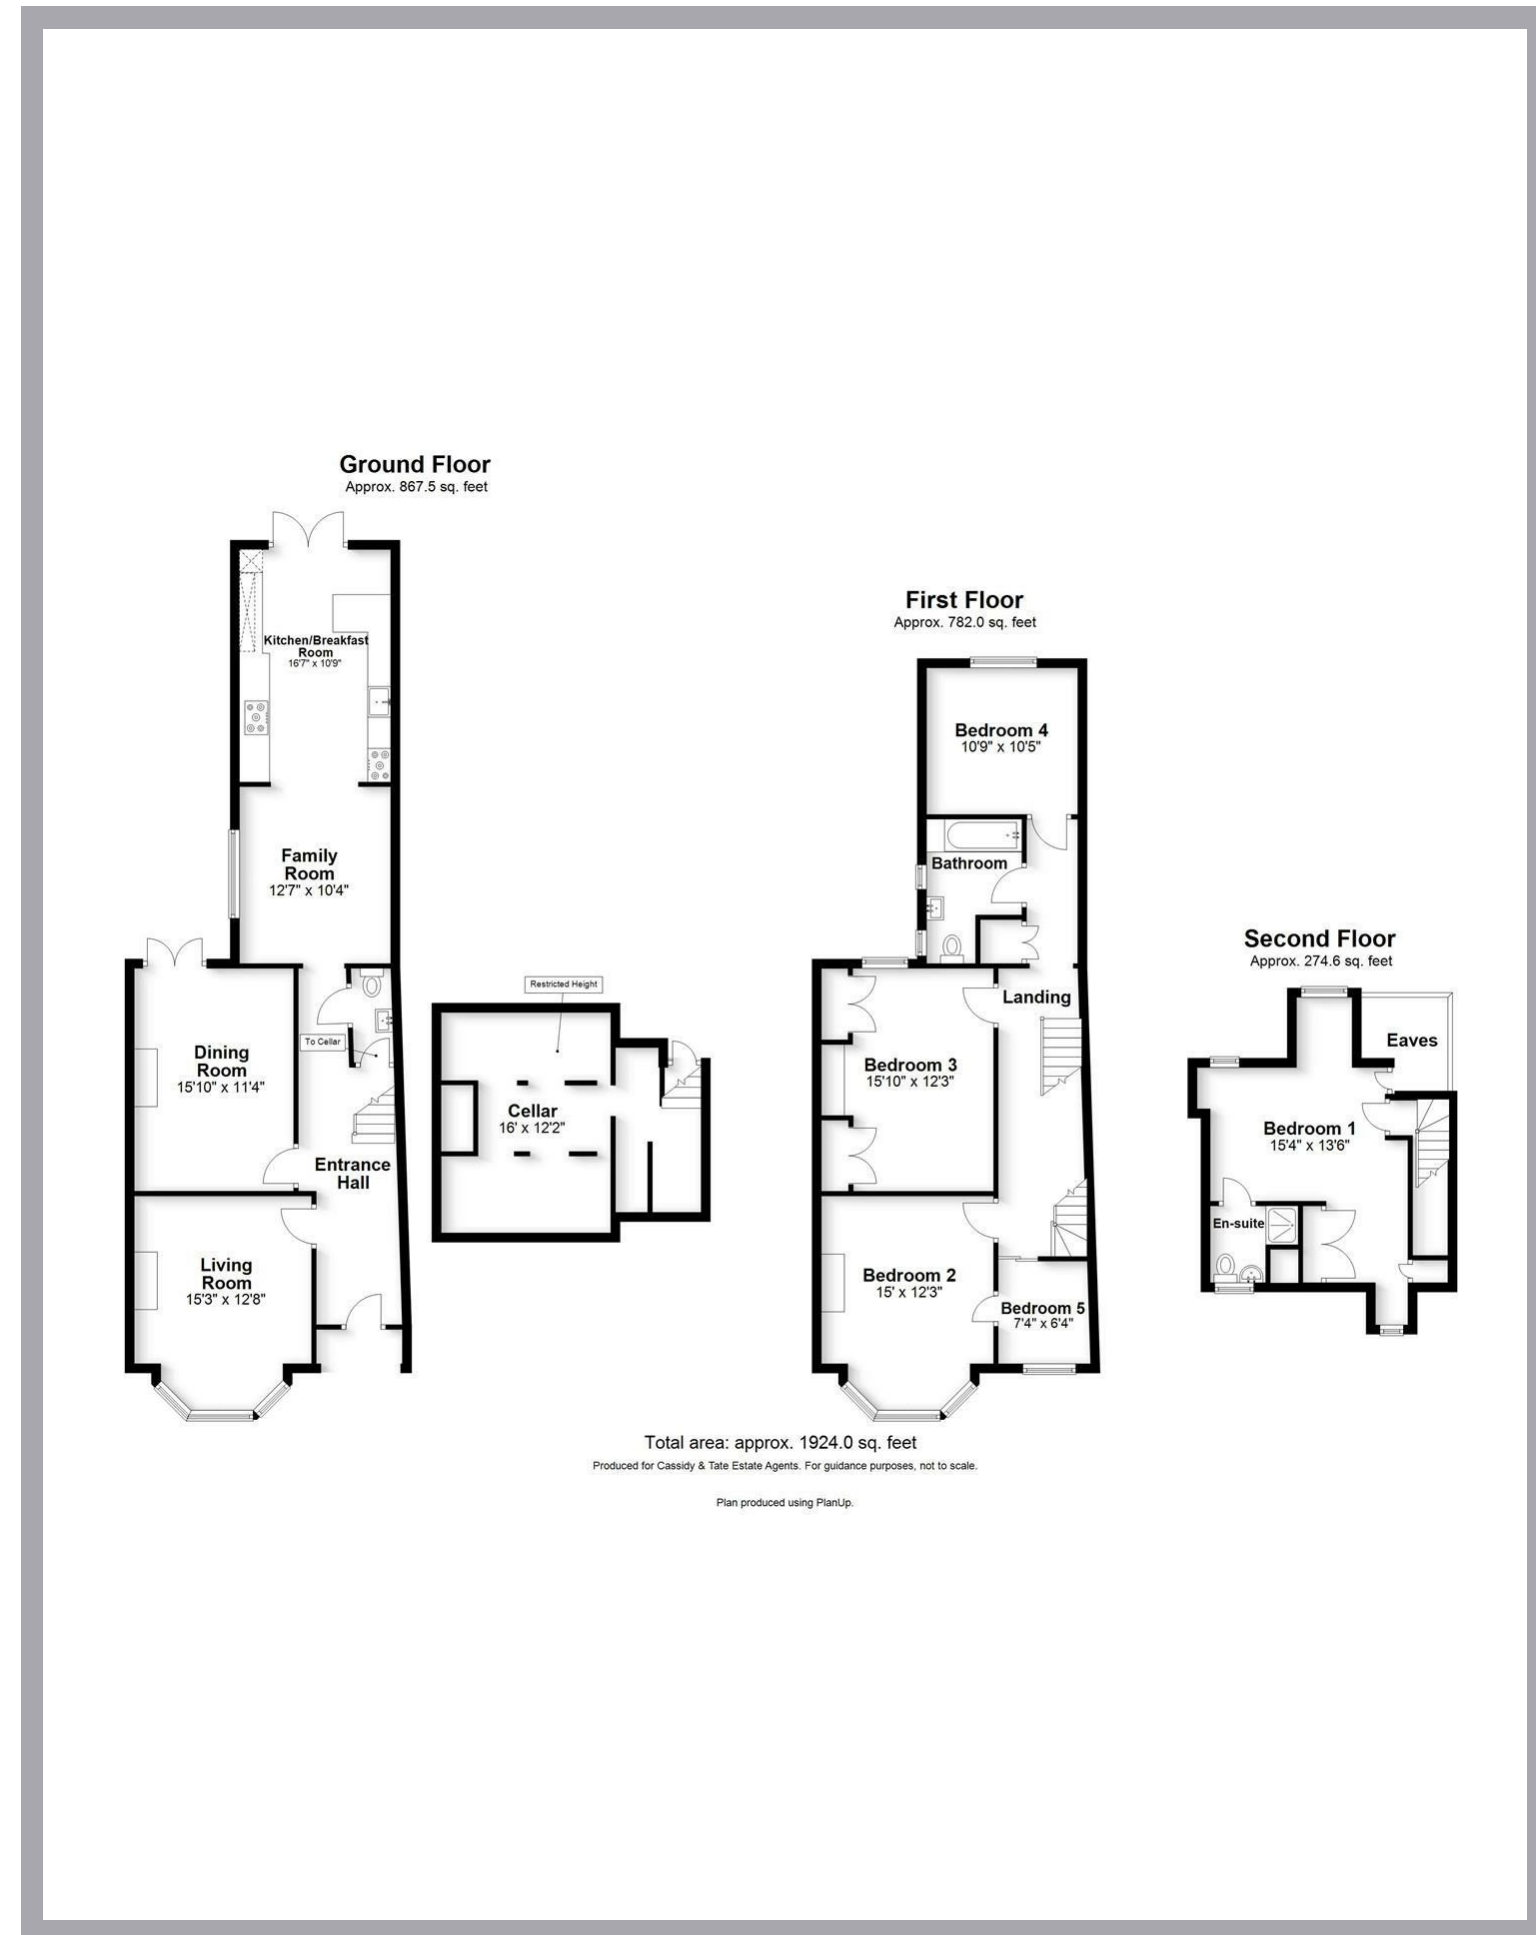 Ground Floor
Approx. 867.5 sq. feet
Kitchen/Breakfast
Room
16'7" x 10'9"
Family
Room
12'7" x 10'4"
To Cellar
Dining
Room
15'10" x 11'4"
Entrance
Hall
Living
Room
15'3" x 12'8"
Restricted Height
Cellar
16' x 12'2"
First Floor
Approx. 782.0 sq. feet
Bedroom 4
10'9" x 10'5"
Bathroom
Landing
Bedroom 3
15'10" x 12'3"
Bedroom 2
15' x 12'3"
Bedroom 5
7'4" x 6'4"
Second Floor
Approx. 274.6 sq. feet
Eaves
Bedroom 1
15'4" x 13'6"
En-suite
Total area: approx. 1924.0 sq. feet
Produced for Cassidy & Tate Estate Agents. For guidance purposes, not to scale.
Plan produced using PlanUp.